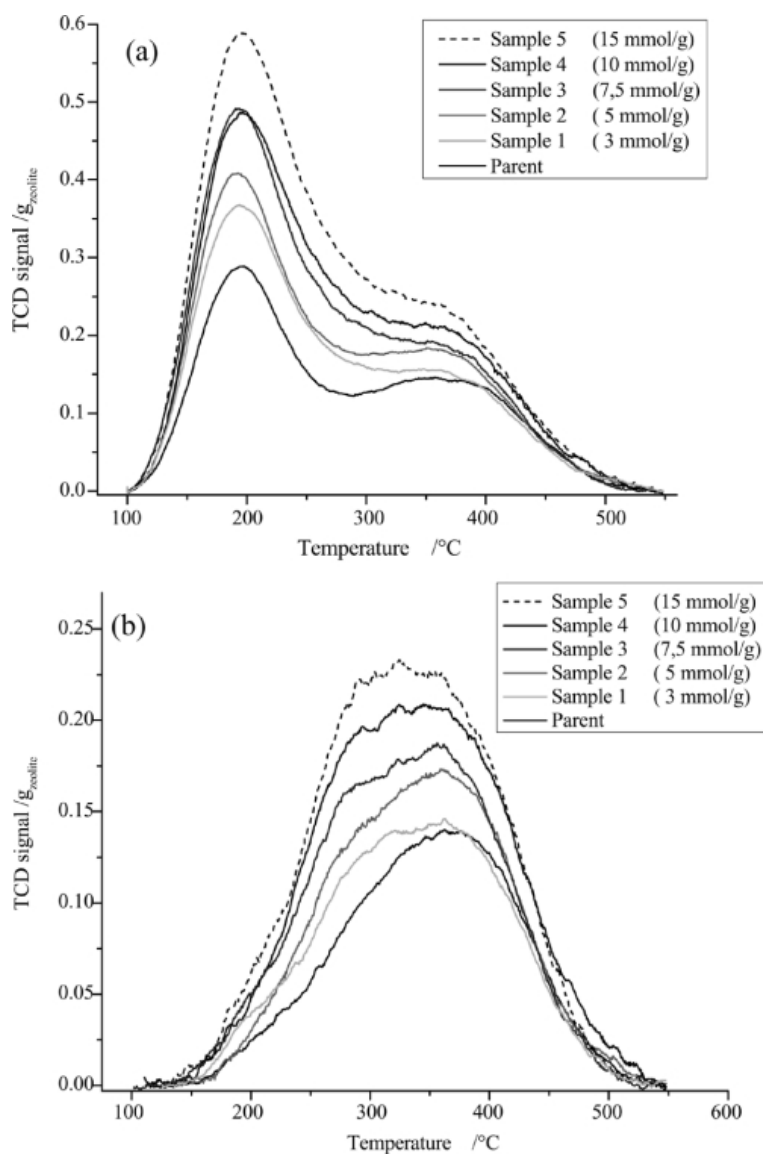 (a)
Sample 5 (15 mmol/g)
Sample 4 (10 mmol/g)
Sample 3 (7,5 mmol/g)
Sample 2 ( 5 mmol/g)
Sample 1 ( 3 mmol/g)
Parent
TCD signal /gzeolite
0.6
0.5
0.4
0.3
0.2
0.1
0.0
100 200 300 400 500
Temperature /°C
(b)
Sample 5 (15 mmol/g)
Sample 4 (10 mmol/g)
Sample 3 (7,5 mmol/g)
Sample 2 ( 5 mmol/g)
Sample 1 ( 3 mmol/g)
Parent
TCD signal /gzeolite
0.25
0.20
0.15
0.10
0.05
0.00
100 200 300 400 500 600
Temperature /°C